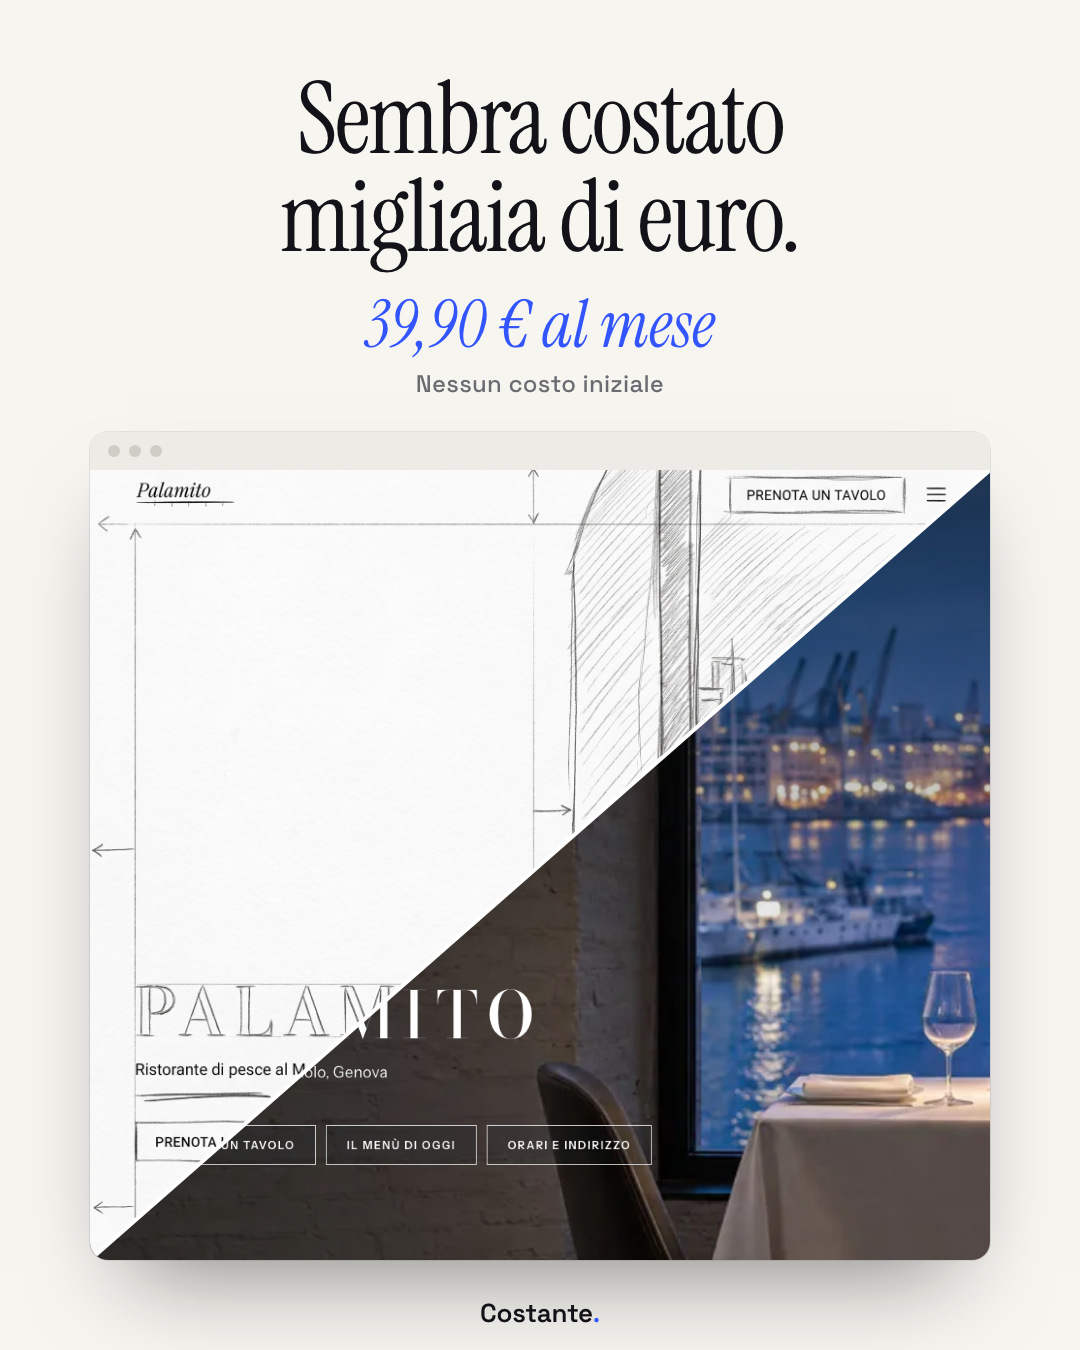 Sembra costato
migliaia di euro.
39,90 € al mese
Nessun costo iniziale
Palamito
PRENOTA UN TAVOLO
PALAMITO
Ristorante di pesce al Molo, Genova
PRENOTA UN TAVOLO
IL MENÙ DI OGGI
ORARI E INDIRIZZO
Costante.